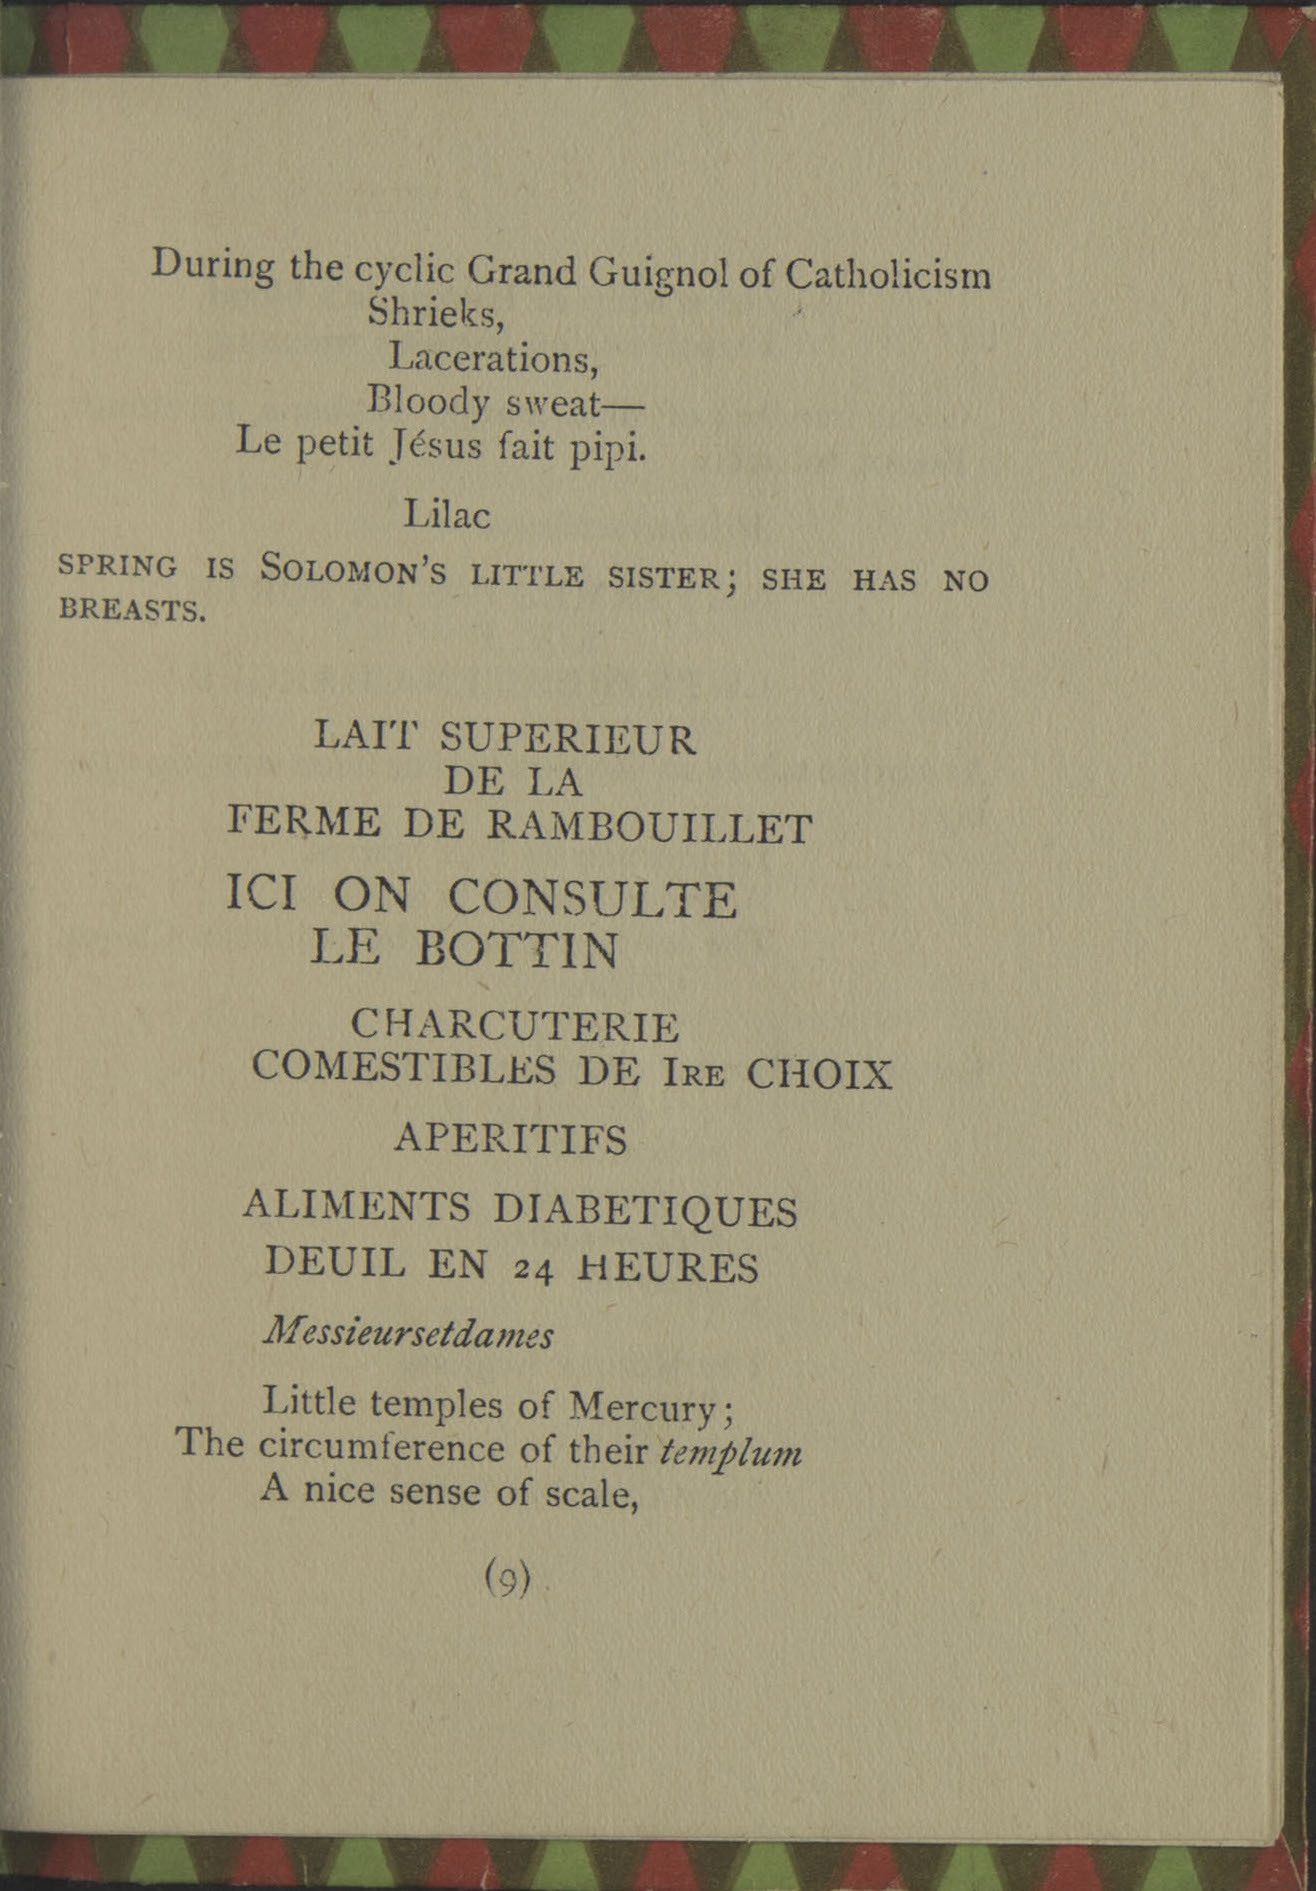 During the cyclic Grand Guignol of Catholicism
Shrieks,
Lacerations,
Bloody sweat—
Le petit Jésus fait pipi.
Lilac
SPRING IS SOLOMON'S LITTLE SISTER; SHE HAS NO
BREASTS.
LAIT SUPERIEUR
DE LA
FERME DE RAMBOUILLET
ICI ON CONSULTE
LE BOTTIN
CHARCUTERIE
COMESTIBLES DE IRE CHOIX
APERITIFS
ALIMENTS DIABETIQUES
DEUIL EN 24 HEURES
Messieursetdames
Little temples of Mercury;
The circumference of their templum
A nice sense of scale,
(9)